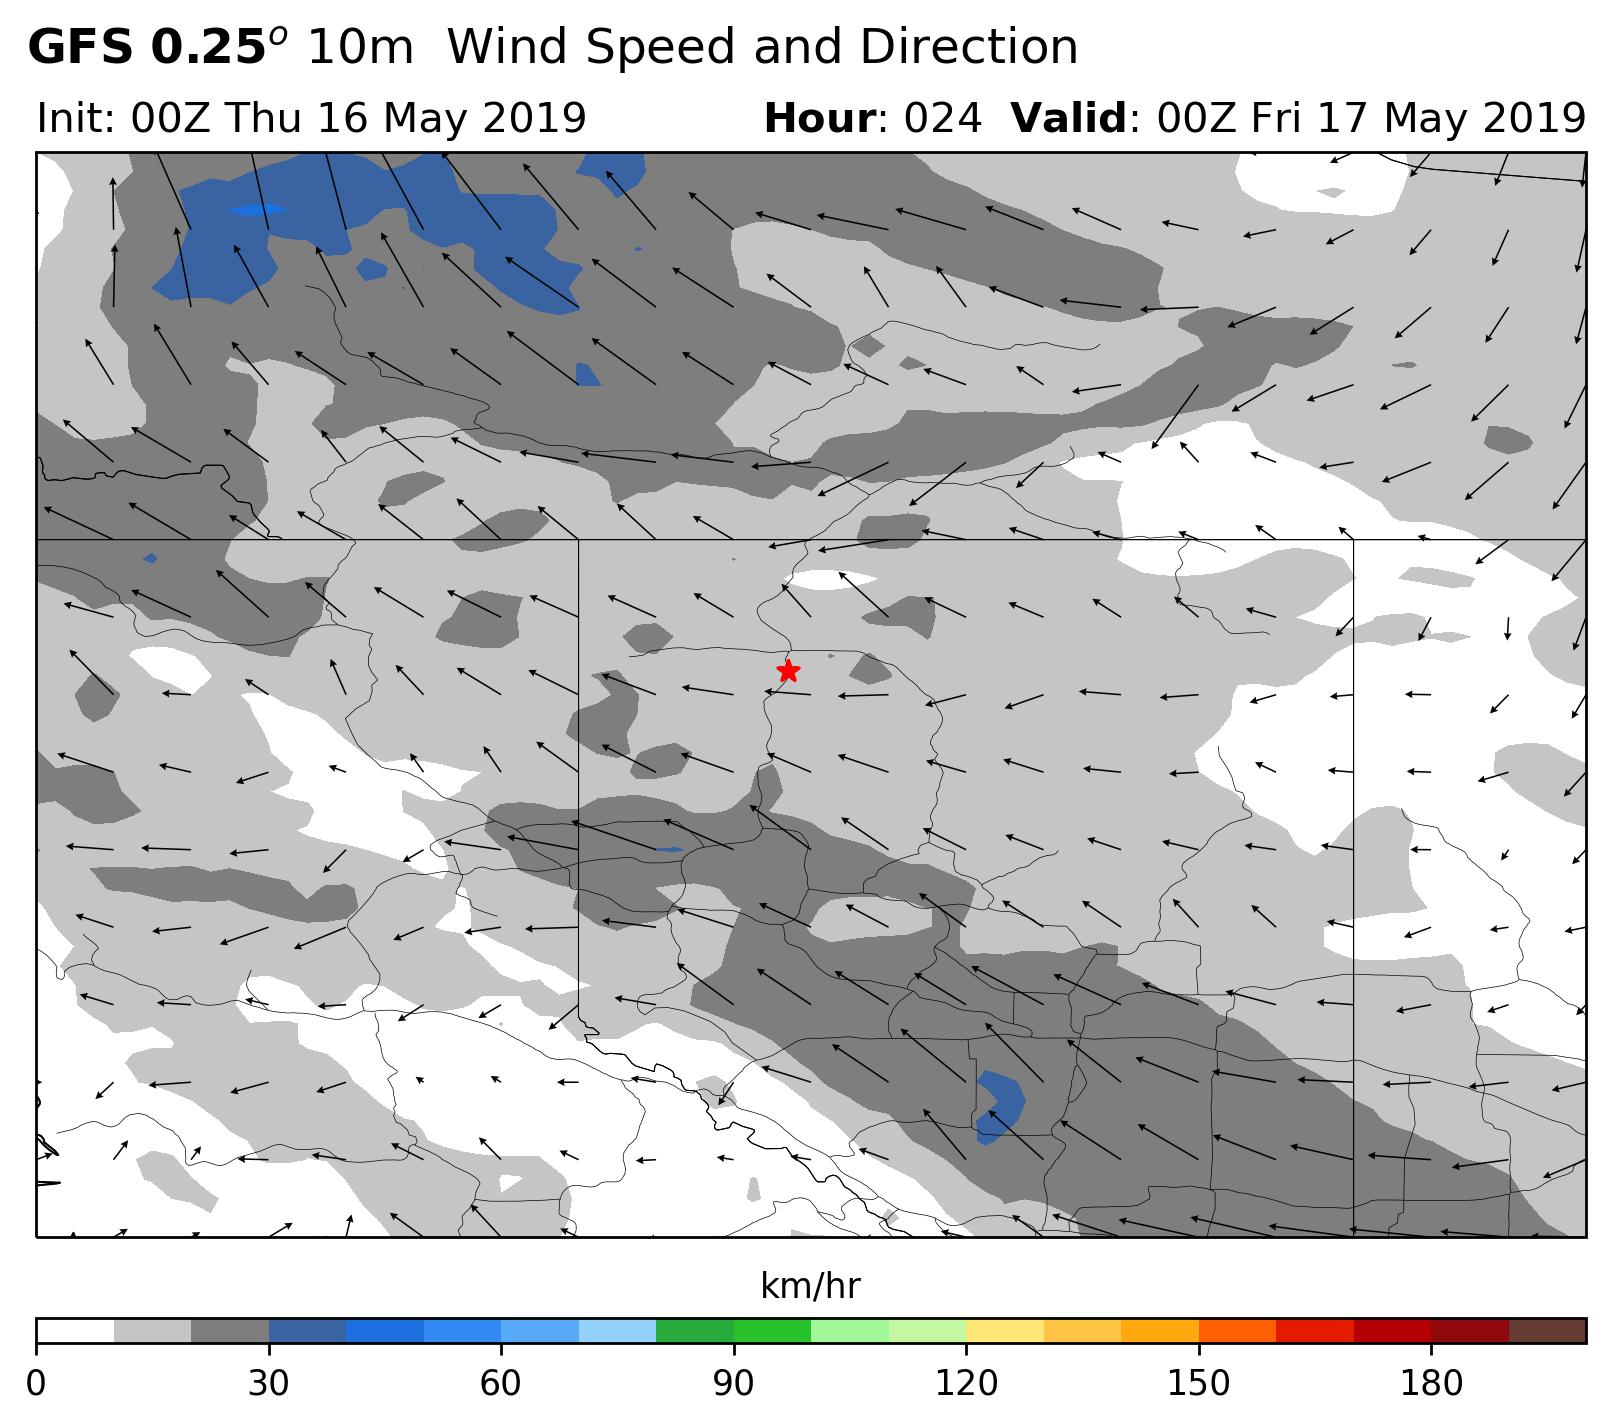 GFS 0.25° 10m Wind Speed and Direction
Init: 00Z Thu 16 May 2019 Hour: 024 Valid: 00Z Fri 17 May 2019
km/hr
0 30 60 90 120 150 180